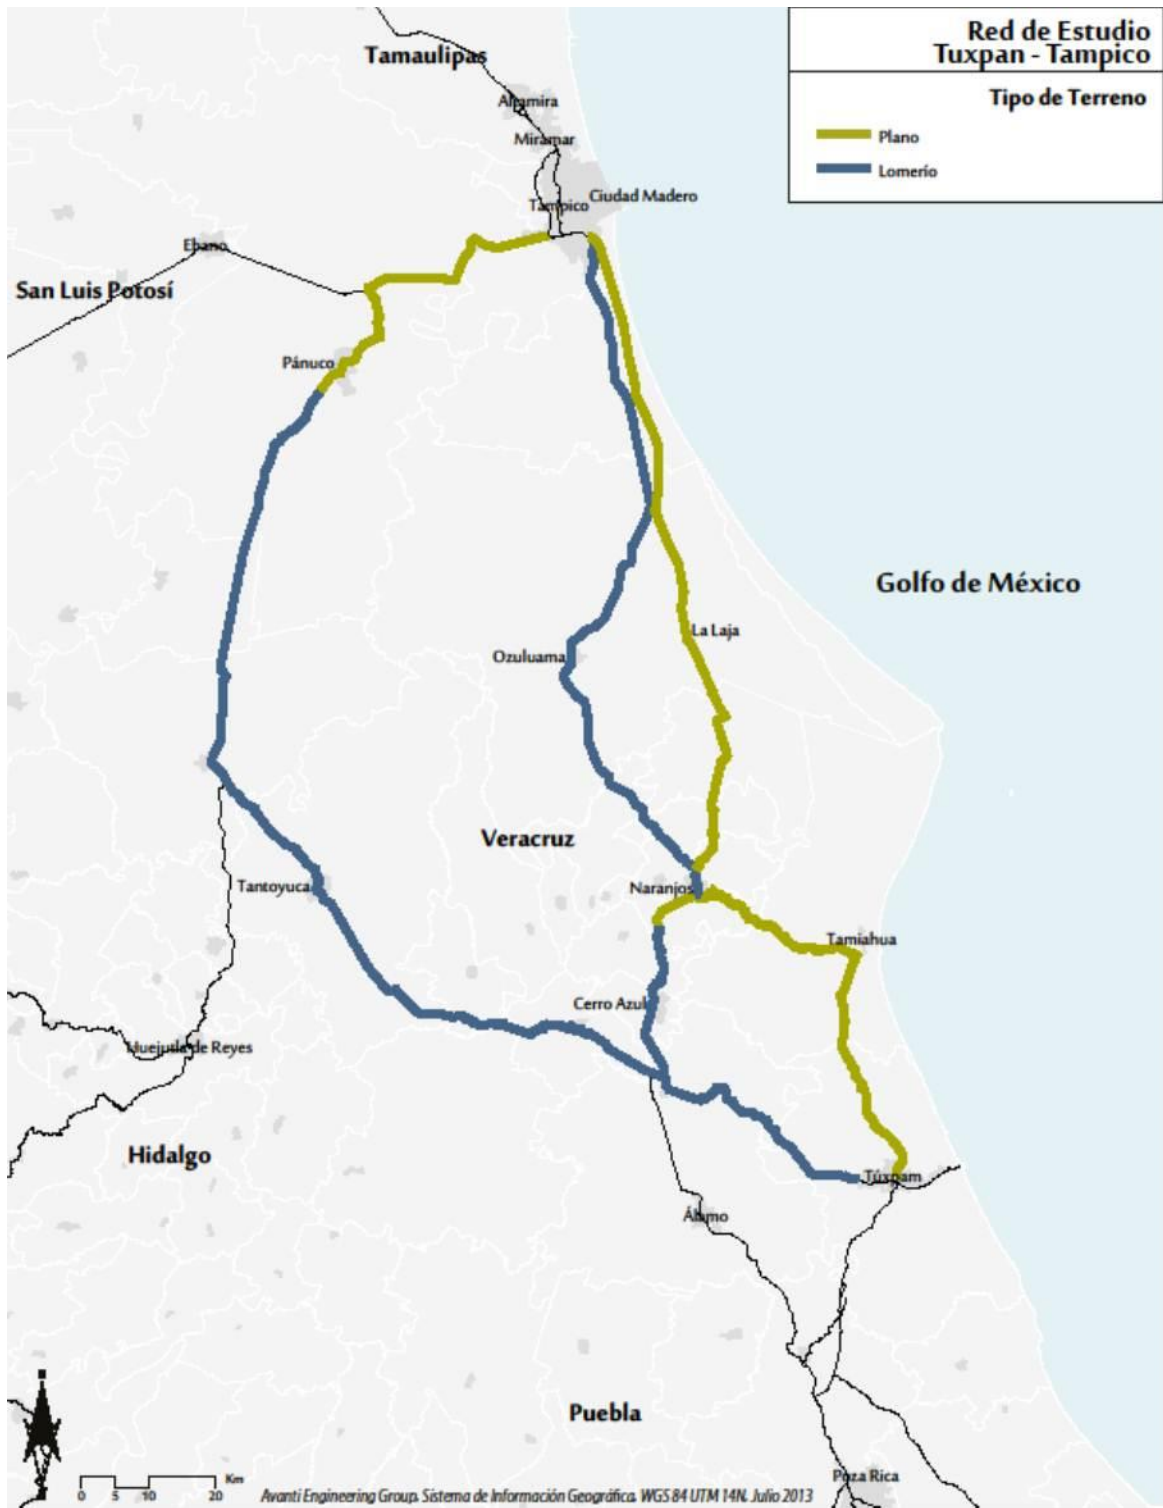 Red de Estudio
Tuxpan - Tampico
Tipo de Terreno
Plano
Lomerío
Tamaulipas
Altamira
Miramar
Ciudad Madero
Tampico
Ebano
San Luis Potosí
Pánuco
Golfo de México
La Laja
Ozuluama
Veracruz
Naranjos
Tantoyuca
Tamiahua
Cerro Azul
Huejutla de Reyes
Hidalgo
Túxpam
Álamo
Puebla
Poza Rica
Km
0 5 10 20
Avanti Engineering Group. Sistema de Información Geográfica. WGS 84 UTM 14N. Julio 2013